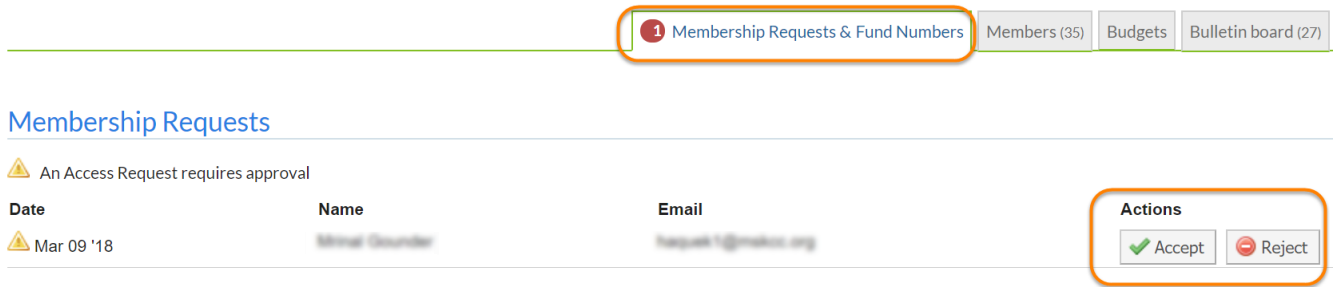 1 Membership Requests & Fund Numbers Members (35) Budgets Bulletin board (27)
Membership Requests
An Access Request requires approval
Date Name Email Actions
Mar 09 '18 Accept Reject